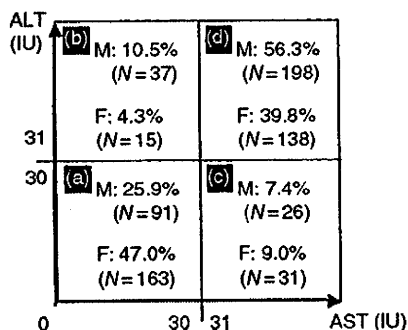 ALT
(IU)
(b) M: 10.5%
(N=37)
F: 4.3%
(N=15)
(d) M: 56.3%
(N=198)
F: 39.8%
(N=138)
31
30
(a) M: 25.9%
(N=91)
F: 47.0%
(N=163)
(c) M: 7.4%
(N=26)
F: 9.0%
(N=31)
0
30
31
AST (IU)